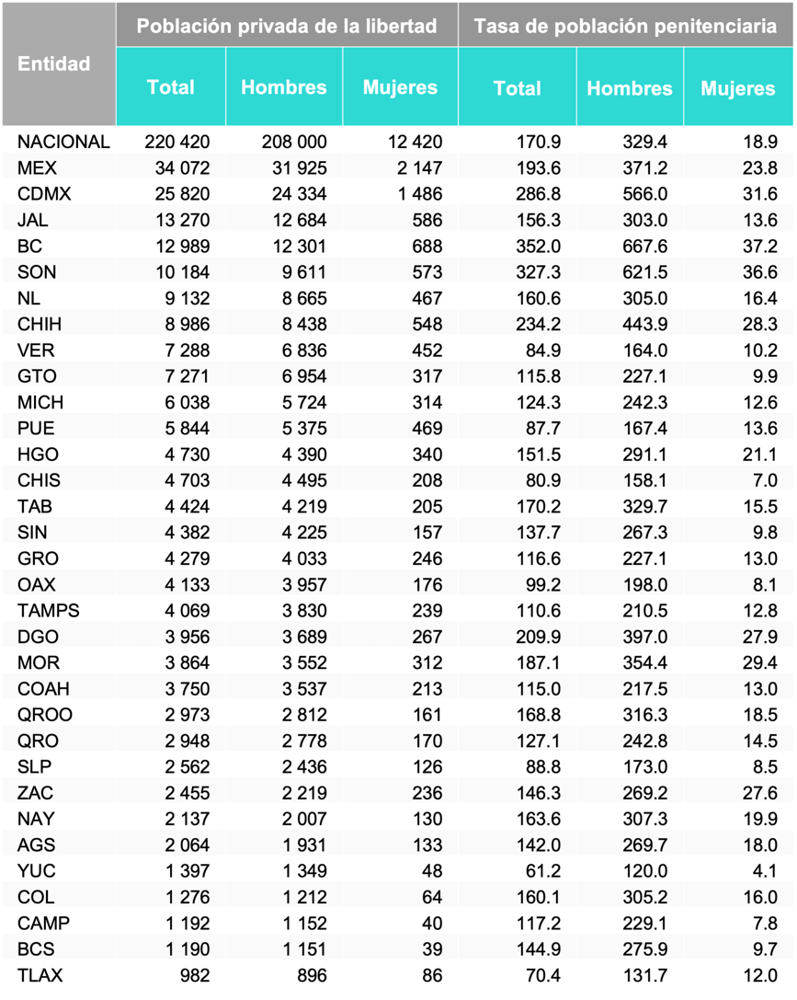 Entidad Población privada de la libertad Tasa de población penitenciaria
Total Hombres Mujeres Total Hombres Mujeres
NACIONAL 220 420 208 000 12 420 170.9 329.4 18.9
MEX 34 072 31 925 2 147 193.6 371.2 23.8
CDMX 25 820 24 334 1 486 286.8 566.0 31.6
JAL 13 270 12 684 586 156.3 303.0 13.6
BC 12 989 12 301 688 352.0 667.6 37.2
SON 10 184 9 611 573 327.3 621.5 36.6
NL 9 132 8 665 467 160.6 305.0 16.4
CHIH 8 986 8 438 548 234.2 443.9 28.3
VER 7 288 6 836 452 84.9 164.0 10.2
GTO 7 271 6 954 317 115.8 227.1 9.9
MICH 6 038 5 724 314 124.3 242.3 12.6
PUE 5 844 5 375 469 87.7 167.4 13.6
HGO 4 730 4 390 340 151.5 291.1 21.1
CHIS 4 703 4 495 208 80.9 158.1 7.0
TAB 4 424 4 219 205 170.2 329.7 15.5
SIN 4 382 4 225 157 137.7 267.3 9.8
GRO 4 279 4 033 246 116.6 227.1 13.0
OAX 4 133 3 957 176 99.2 198.0 8.1
TAMPS 4 069 3 830 239 110.6 210.5 12.8
DGO 3 956 3 689 267 209.9 397.0 27.9
MOR 3 864 3 552 312 187.1 354.4 29.4
COAH 3 750 3 537 213 115.0 217.5 13.0
QROO 2 973 2 812 161 168.8 316.3 18.5
QRO 2 948 2 778 170 127.1 242.8 14.5
SLP 2 562 2 436 126 88.8 173.0 8.5
ZAC 2 455 2 219 236 146.3 269.2 27.6
NAY 2 137 2 007 130 163.6 307.3 19.9
AGS 2 064 1 931 133 142.0 269.7 18.0
YUC 1 397 1 349 48 61.2 120.0 4.1
COL 1 276 1 212 64 160.1 305.2 16.0
CAMP 1 192 1 152 40 117.2 229.1 7.8
BCS 1 190 1 151 39 144.9 275.9 9.7
TLAX 982 896 86 70.4 131.7 12.0